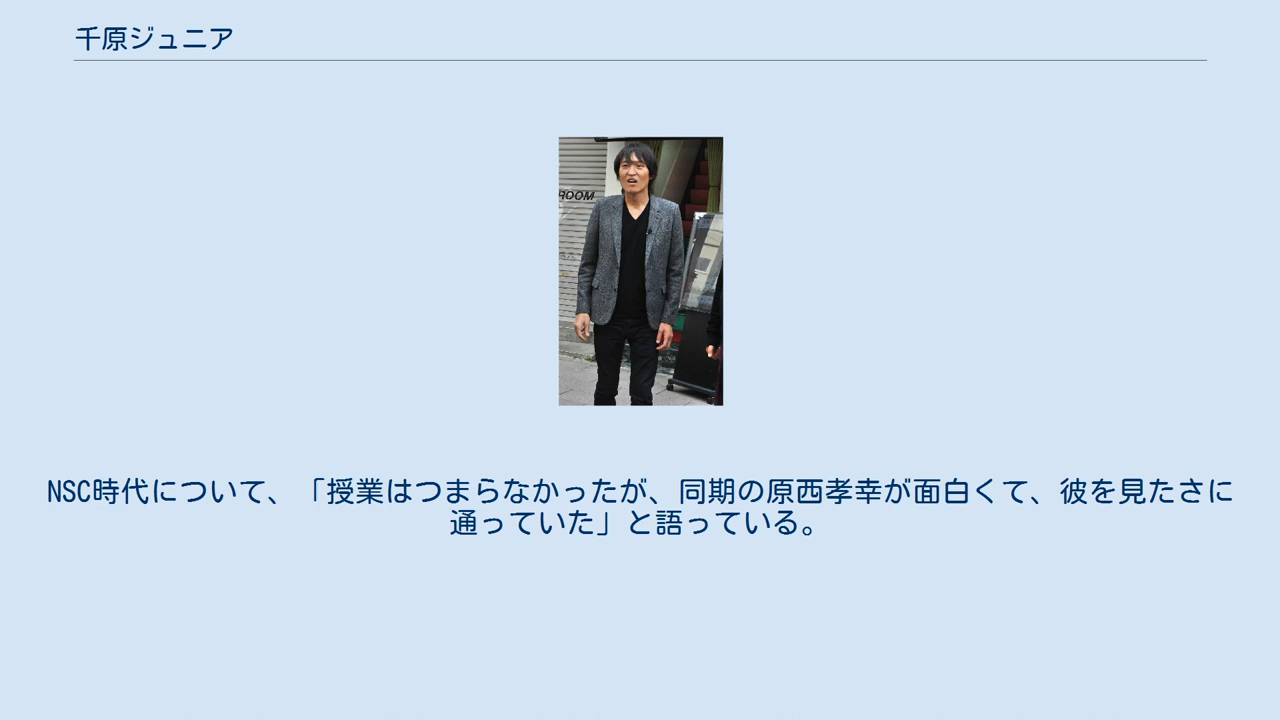 千原ジュニア
ROOM
NSC時代について、「授業はつまらなかったが、同期の原西孝幸が面白くて、彼を見たさに
通っていた」と語っている。